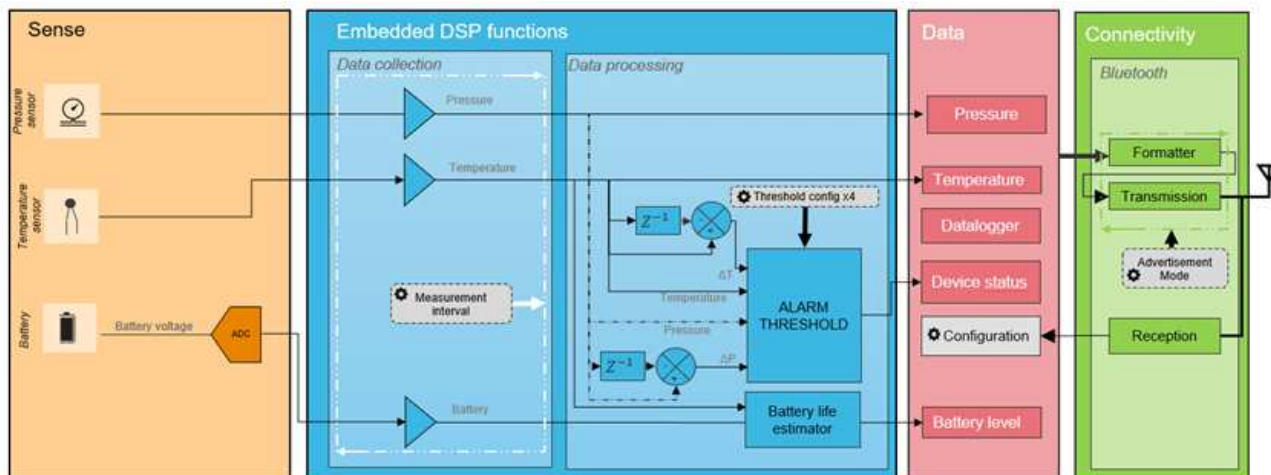 Sense
Embedded DSP functions
Data
Connectivity
Data collection
Data processing
Bluetooth
Pressure
sensor
Pressure
Pressure
Formatter
Temperature
Temperature
Transmission
Temperature
sensor
Threshold config x4
Z⁻¹
-
+
Datalogger
Advertisement
Mode
ΔT
Device status
Measurement
interval
Temperature
ALARM
THRESHOLD
Battery
Battery voltage
ADC
Pressure
Configuration
Reception
Z⁻¹
-
+
ΔP
Battery
Battery life
estimator
Battery level